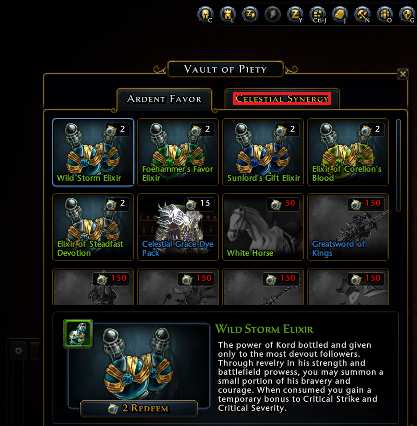 C
L
Y
Ctrl-J
J
N
O
G
Vault of Piety
Ardent Favor
Celestial Synergy
2
Wild Storm Elixir
2
Foehammer's Favor
Elixir
2
Sunlord's Gift Elixir
2
Elixir of Corellon's
Blood
2
Elixir of Steadfast
Devotion
15
Celestial Grace Dye
Pack
50
White Horse
150
Greatsword of
Kings
150
150
150
150
Wild Storm Elixir
The power of Kord bottled and given
only to the most devout followers.
Through revelry in his strength and
battlefield prowess, you may summon a
small portion of his bravery and
courage. When consumed you gain a
temporary bonus to Critical Strike and
Critical Severity.
2 Redeem